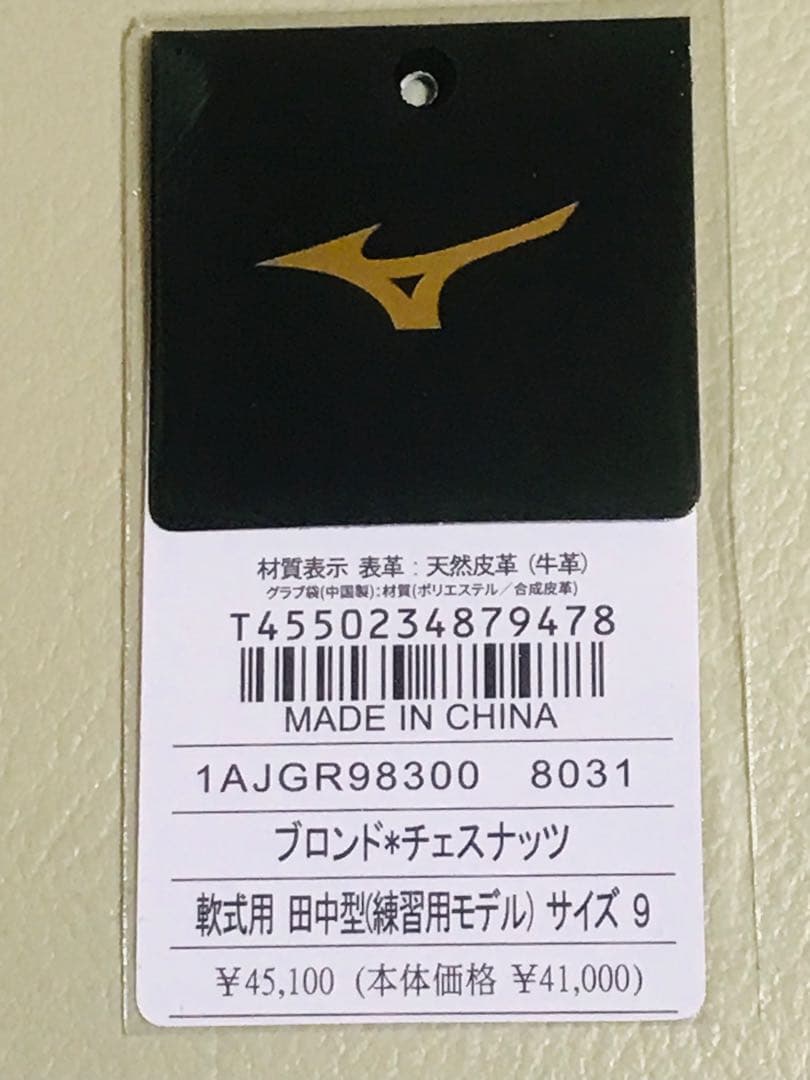 材質表示 表革：天然皮革 (牛革)
グラブ袋(中国製):材質(ポリエステル／合成皮革)
T4550234879478
MADE IN CHINA
1AJGR98300 8031
ブロンド*チェスナッツ
軟式用 田中型(練習用モデル) サイズ 9
￥45,100 (本体価格 ￥41,000)